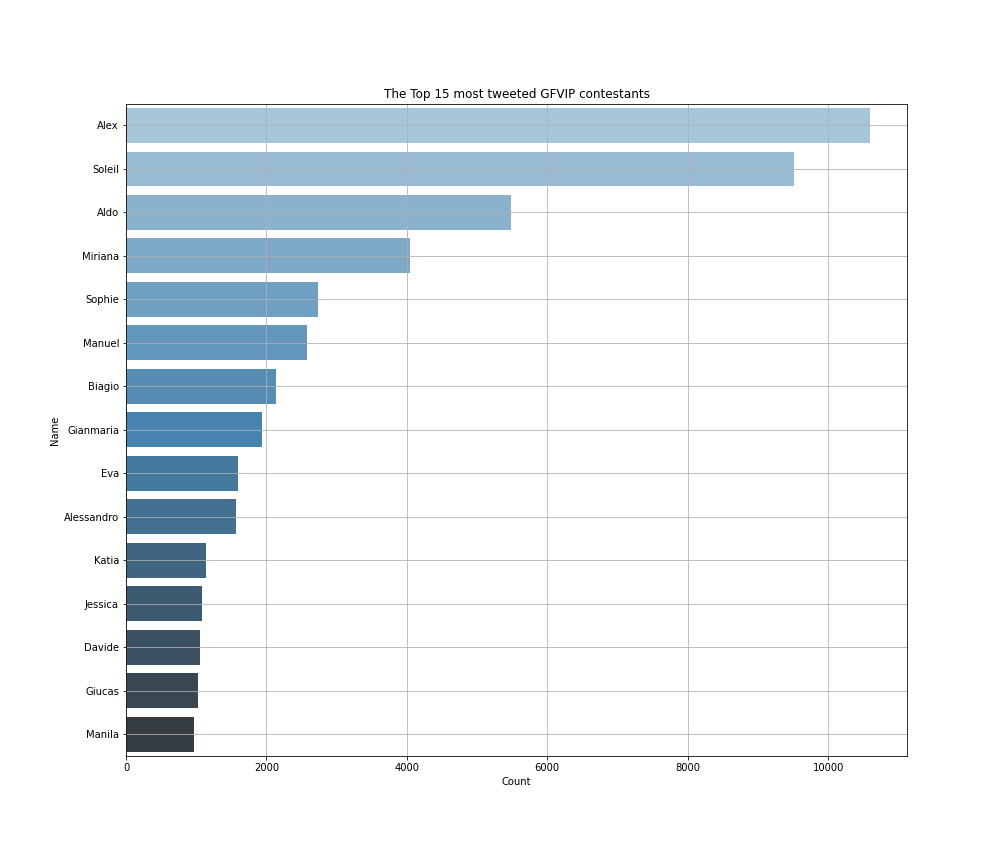 The Top 15 most tweeted GFVIP contestants
Name
Alex
Soleil
Aldo
Miriana
Sophie
Manuel
Biagio
Gianmaria
Eva
Alessandro
Katia
Jessica
Davide
Giucas
Manila
0 2000 4000 6000 8000 10000
Count